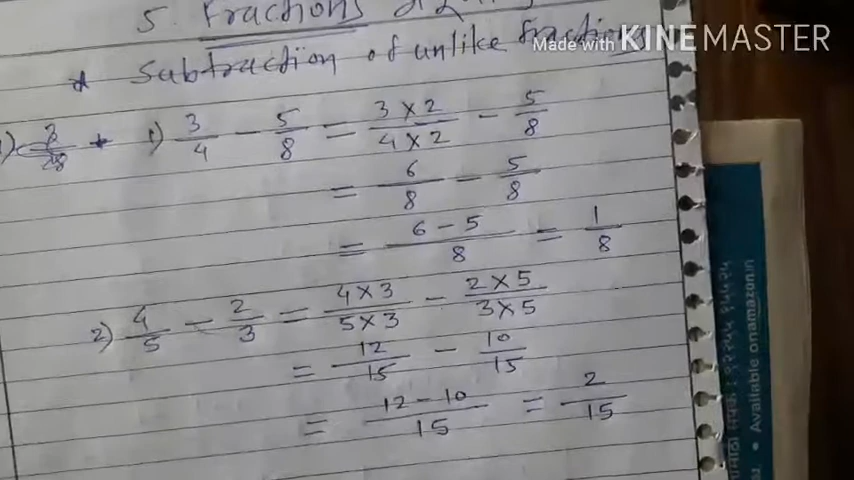 5. Fractions
Made with KINEMASTER
* Subtraction of unlike fractions
1) 3/4 - 5/8 = 3 × 2 / 4 × 2 - 5/8
= 6/8 - 5/8
= 6 - 5 / 8 = 1/8
2) 4/5 - 2/3 = 4 × 3 / 5 × 3 - 2 × 5 / 3 × 5
= 12/15 - 10/15
= 12 - 10 / 15 = 2/15
• Available on amazon.in